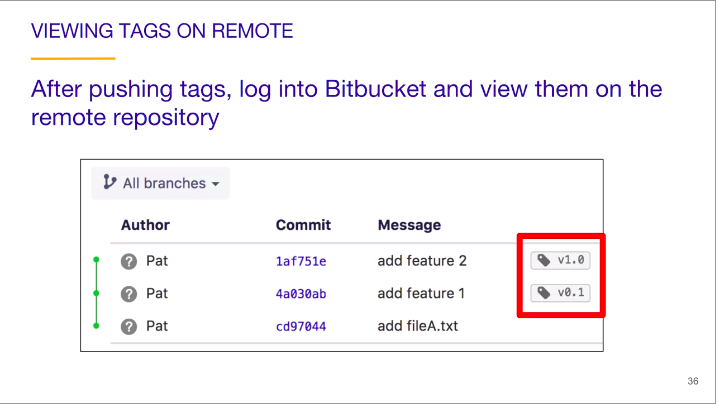 VIEWING TAGS ON REMOTE
After pushing tags, log into Bitbucket and view them on the
remote repository
All branches
Author Commit Message
? Pat 1af751e add feature 2 v1.0
? Pat 4a030ab add feature 1 v0.1
? Pat cd97044 add fileA.txt
36